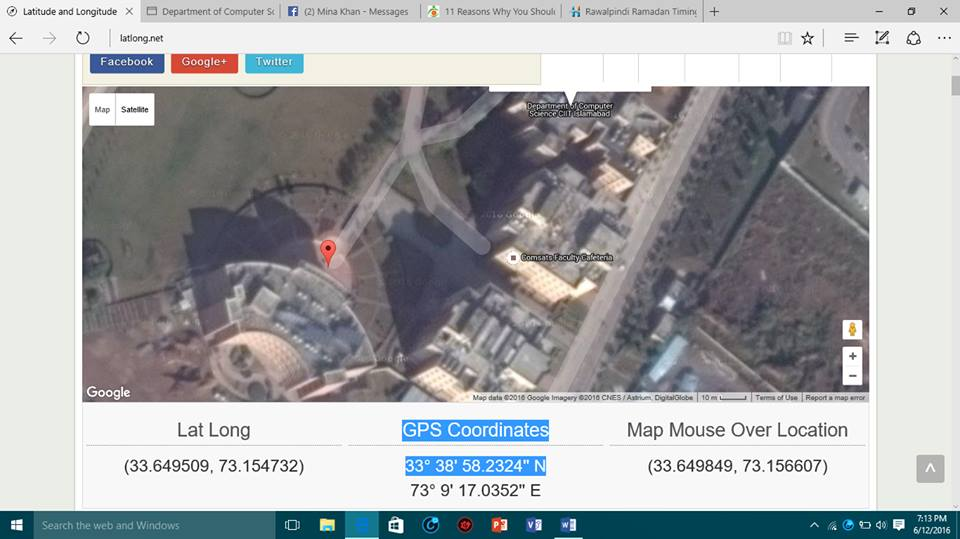 Latitude and Longitude
Department of Computer Sc
(2) Mina Khan - Messages
11 Reasons Why You Should
Rawalpindi Ramadan Timing
latlong.net
Facebook
Google+
Twitter
Map
Satellite
Department of Computer
Science CIIT Islamabad
Comsats Faculty Cafeteria
Google
Map data ©2016 Google Imagery ©2016 CNES / Astrium, DigitalGlobe
10 m
Terms of Use
Report a map error
Lat Long
GPS Coordinates
Map Mouse Over Location
(33.649509, 73.154732)
33° 38' 58.2324" N
73° 9' 17.0352" E
(33.649849, 73.156607)
Search the web and Windows
7:13 PM
6/12/2016